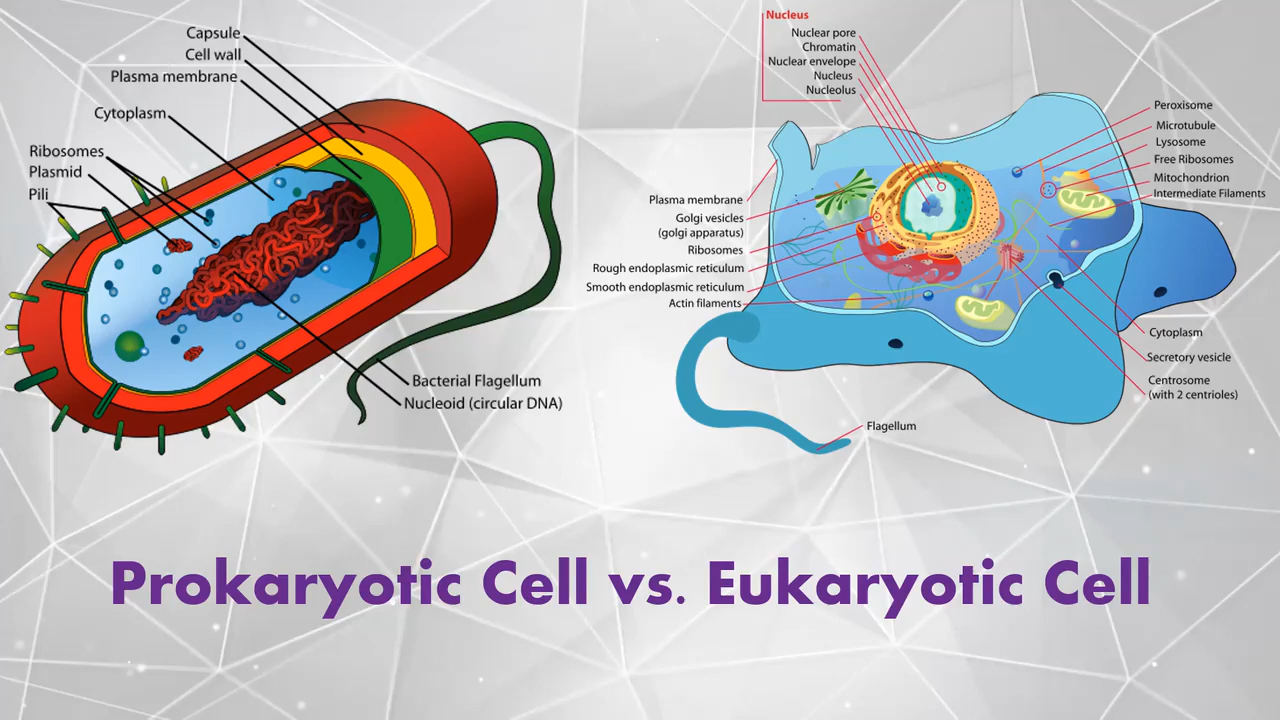 Capsule
Cell wall
Plasma membrane
Cytoplasm
Ribosomes
Plasmid
Pili
Bacterial Flagellum
Nucleoid (circular DNA)
Nucleus
Nuclear pore
Chromatin
Nuclear envelope
Nucleus
Nucleolus
Plasma membrane
Golgi vesicles
(golgi apparatus)
Ribosomes
Rough endoplasmic reticulum
Smooth endoplasmic reticulum
Actin filaments
Peroxisome
Microtubule
Lysosome
Free Ribosomes
Mitochondrion
Intermediate Filaments
Cytoplasm
Secretory vesicle
Centrosome
(with 2 centrioles)
Flagellum
Prokaryotic Cell vs. Eukaryotic Cell